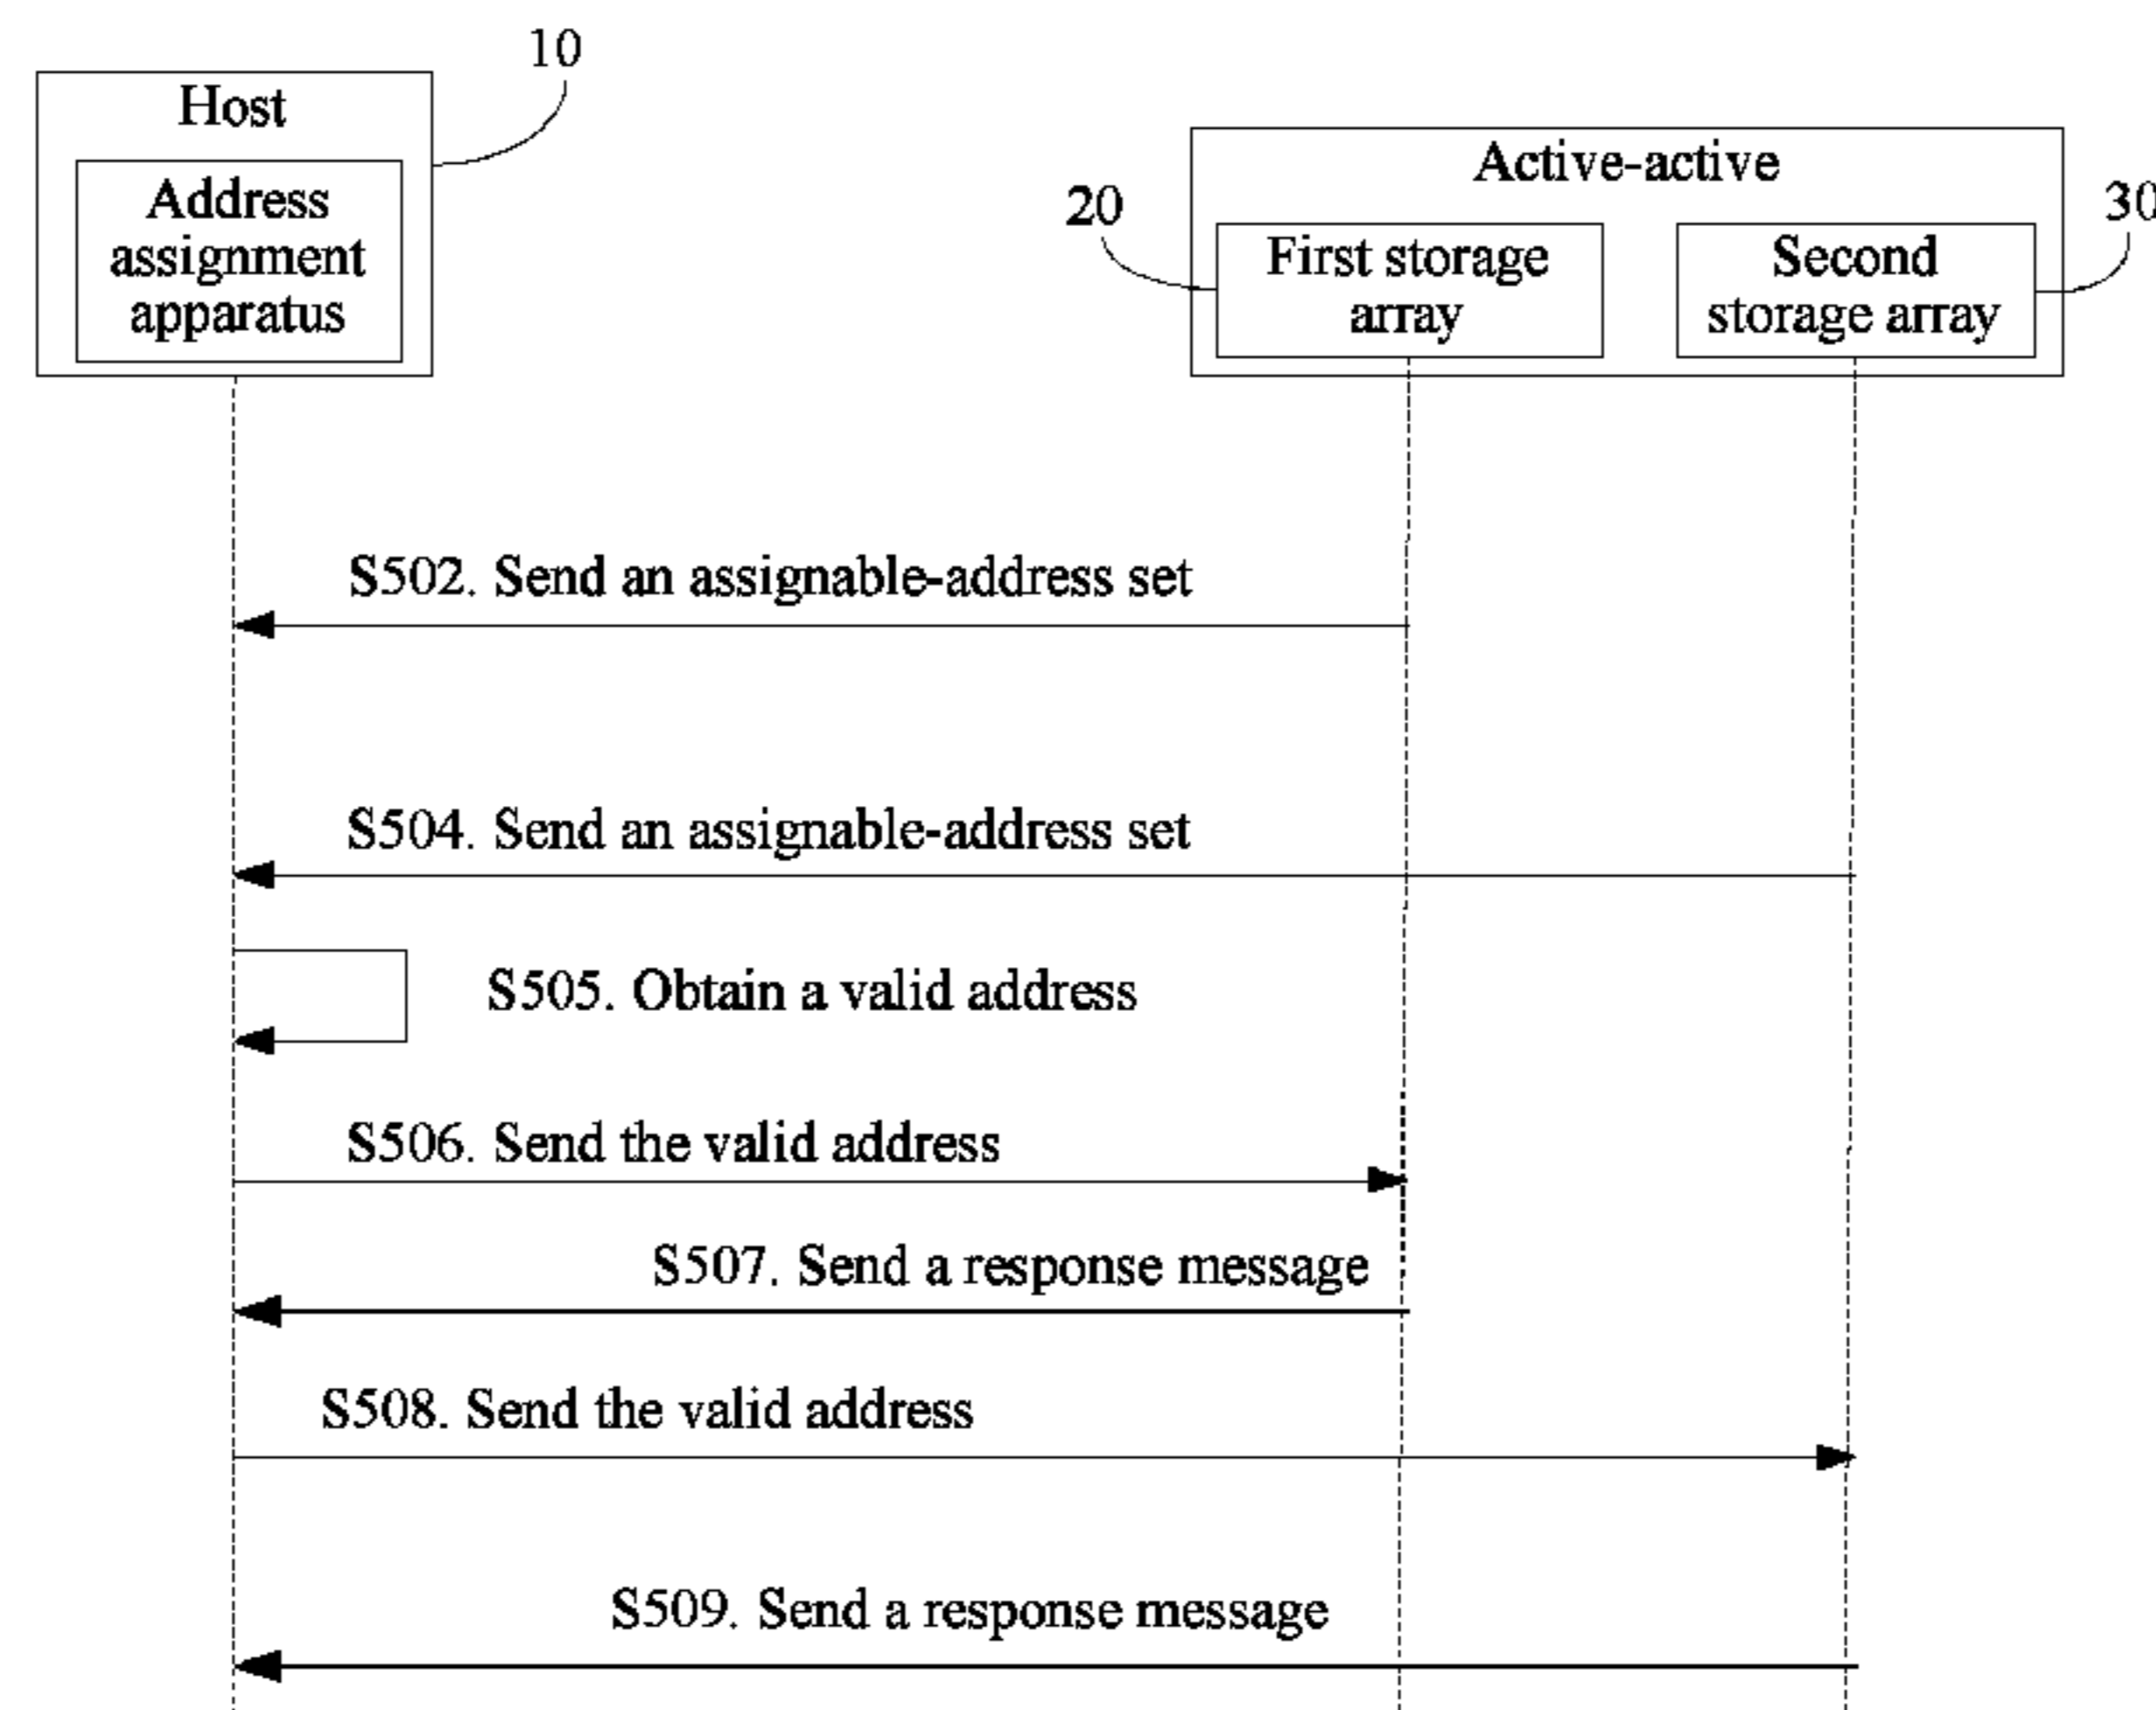 10
Host
Address
assignment
apparatus
Active-active
20
30
First storage
array
Second
storage array
S502. Send an assignable-address set
S504. Send an assignable-address set
S505. Obtain a valid address
S506. Send the valid address
S507. Send a response message
S508. Send the valid address
S509. Send a response message